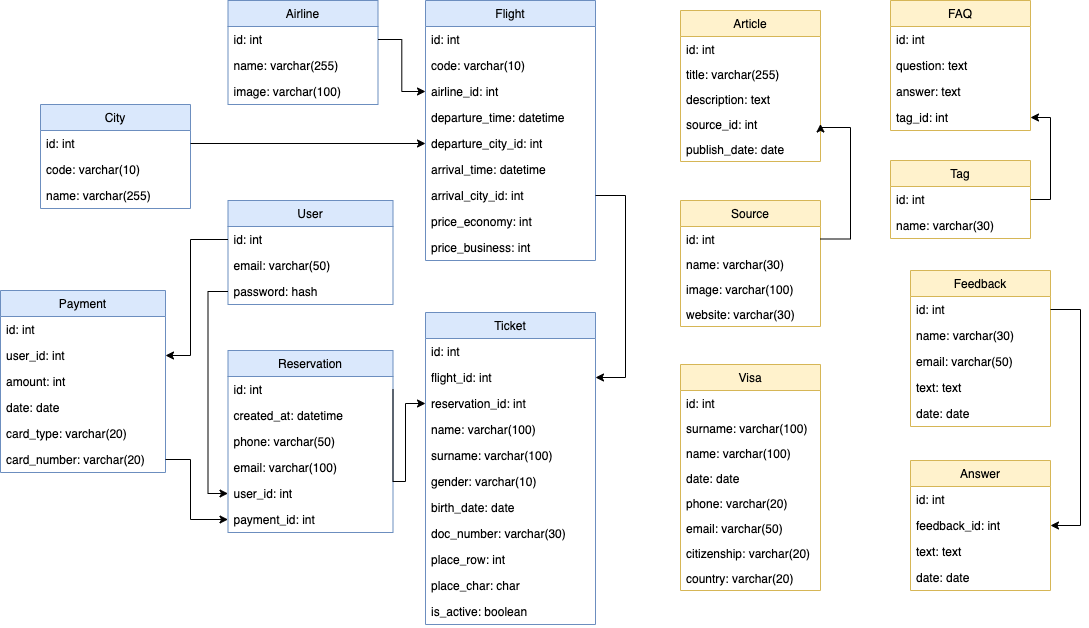 Airline
id: int
name: varchar(255)
image: varchar(100)
Flight
id: int
code: varchar(10)
airline_id: int
departure_time: datetime
departure_city_id: int
arrival_time: datetime
arrival_city_id: int
price_economy: int
price_business: int
City
id: int
code: varchar(10)
name: varchar(255)
User
id: int
email: varchar(50)
password: hash
Payment
id: int
user_id: int
amount: int
date: date
card_type: varchar(20)
card_number: varchar(20)
Reservation
id: int
created_at: datetime
phone: varchar(50)
email: varchar(100)
user_id: int
payment_id: int
Ticket
id: int
flight_id: int
reservation_id: int
name: varchar(100)
surname: varchar(100)
gender: varchar(10)
birth_date: date
doc_number: varchar(30)
place_row: int
place_char: char
is_active: boolean
Article
id: int
title: varchar(255)
description: text
source_id: int
publish_date: date
Source
id: int
name: varchar(30)
image: varchar(100)
website: varchar(30)
Visa
id: int
surname: varchar(100)
name: varchar(100)
date: date
phone: varchar(20)
email: varchar(50)
citizenship: varchar(20)
country: varchar(20)
FAQ
id: int
question: text
answer: text
tag_id: int
Tag
id: int
name: varchar(30)
Feedback
id: int
name: varchar(30)
email: varchar(50)
text: text
date: date
Answer
id: int
feedback_id: int
text: text
date: date